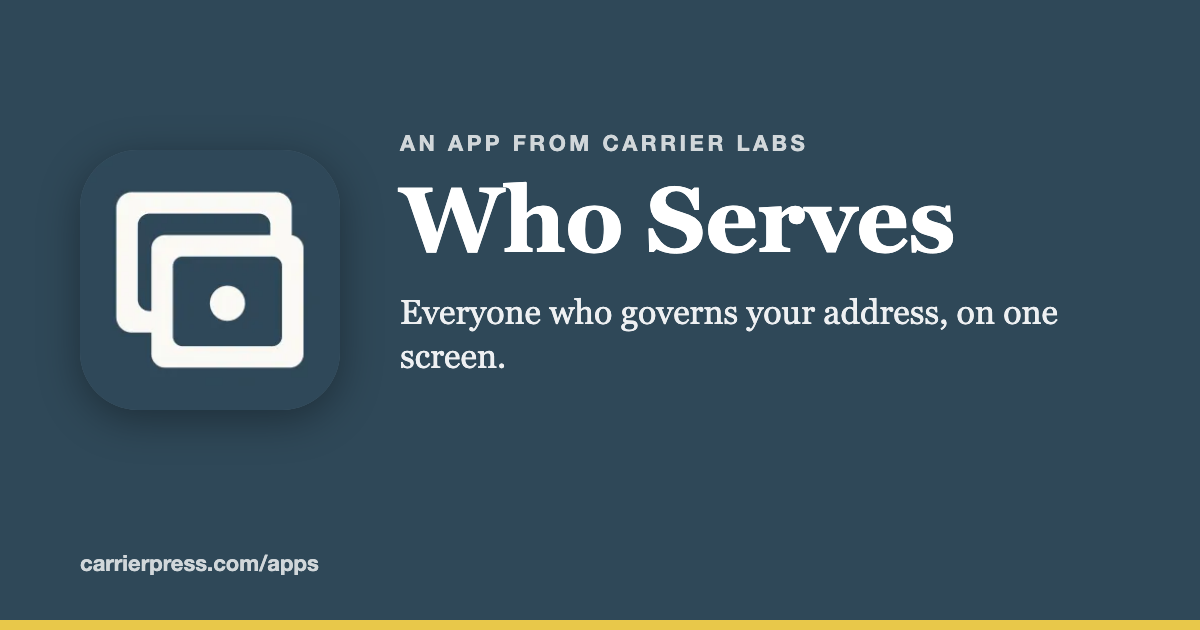 AN APP FROM CARRIER LABS
Who Serves
Everyone who governs your address, on one
screen.
carrierpress.com/apps